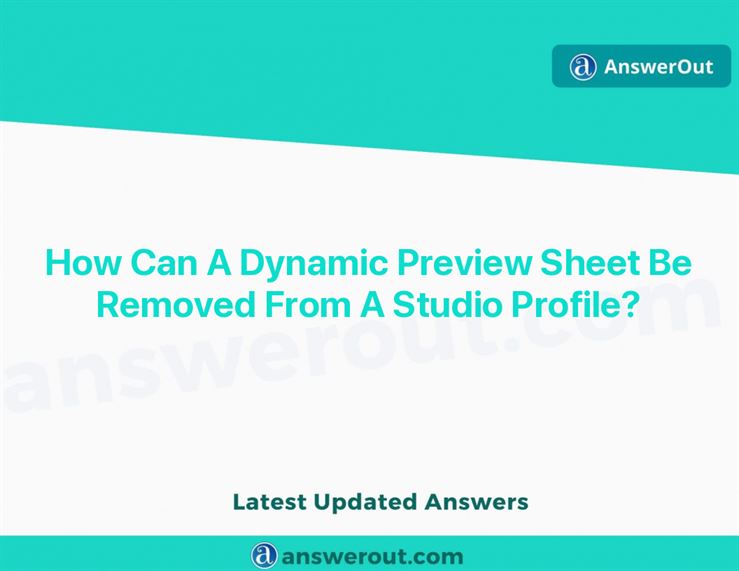 AnswerOut
How Can A Dynamic Preview Sheet Be
Removed From A Studio Profile?
answerout.com
Latest Updated Answers
answerout.com